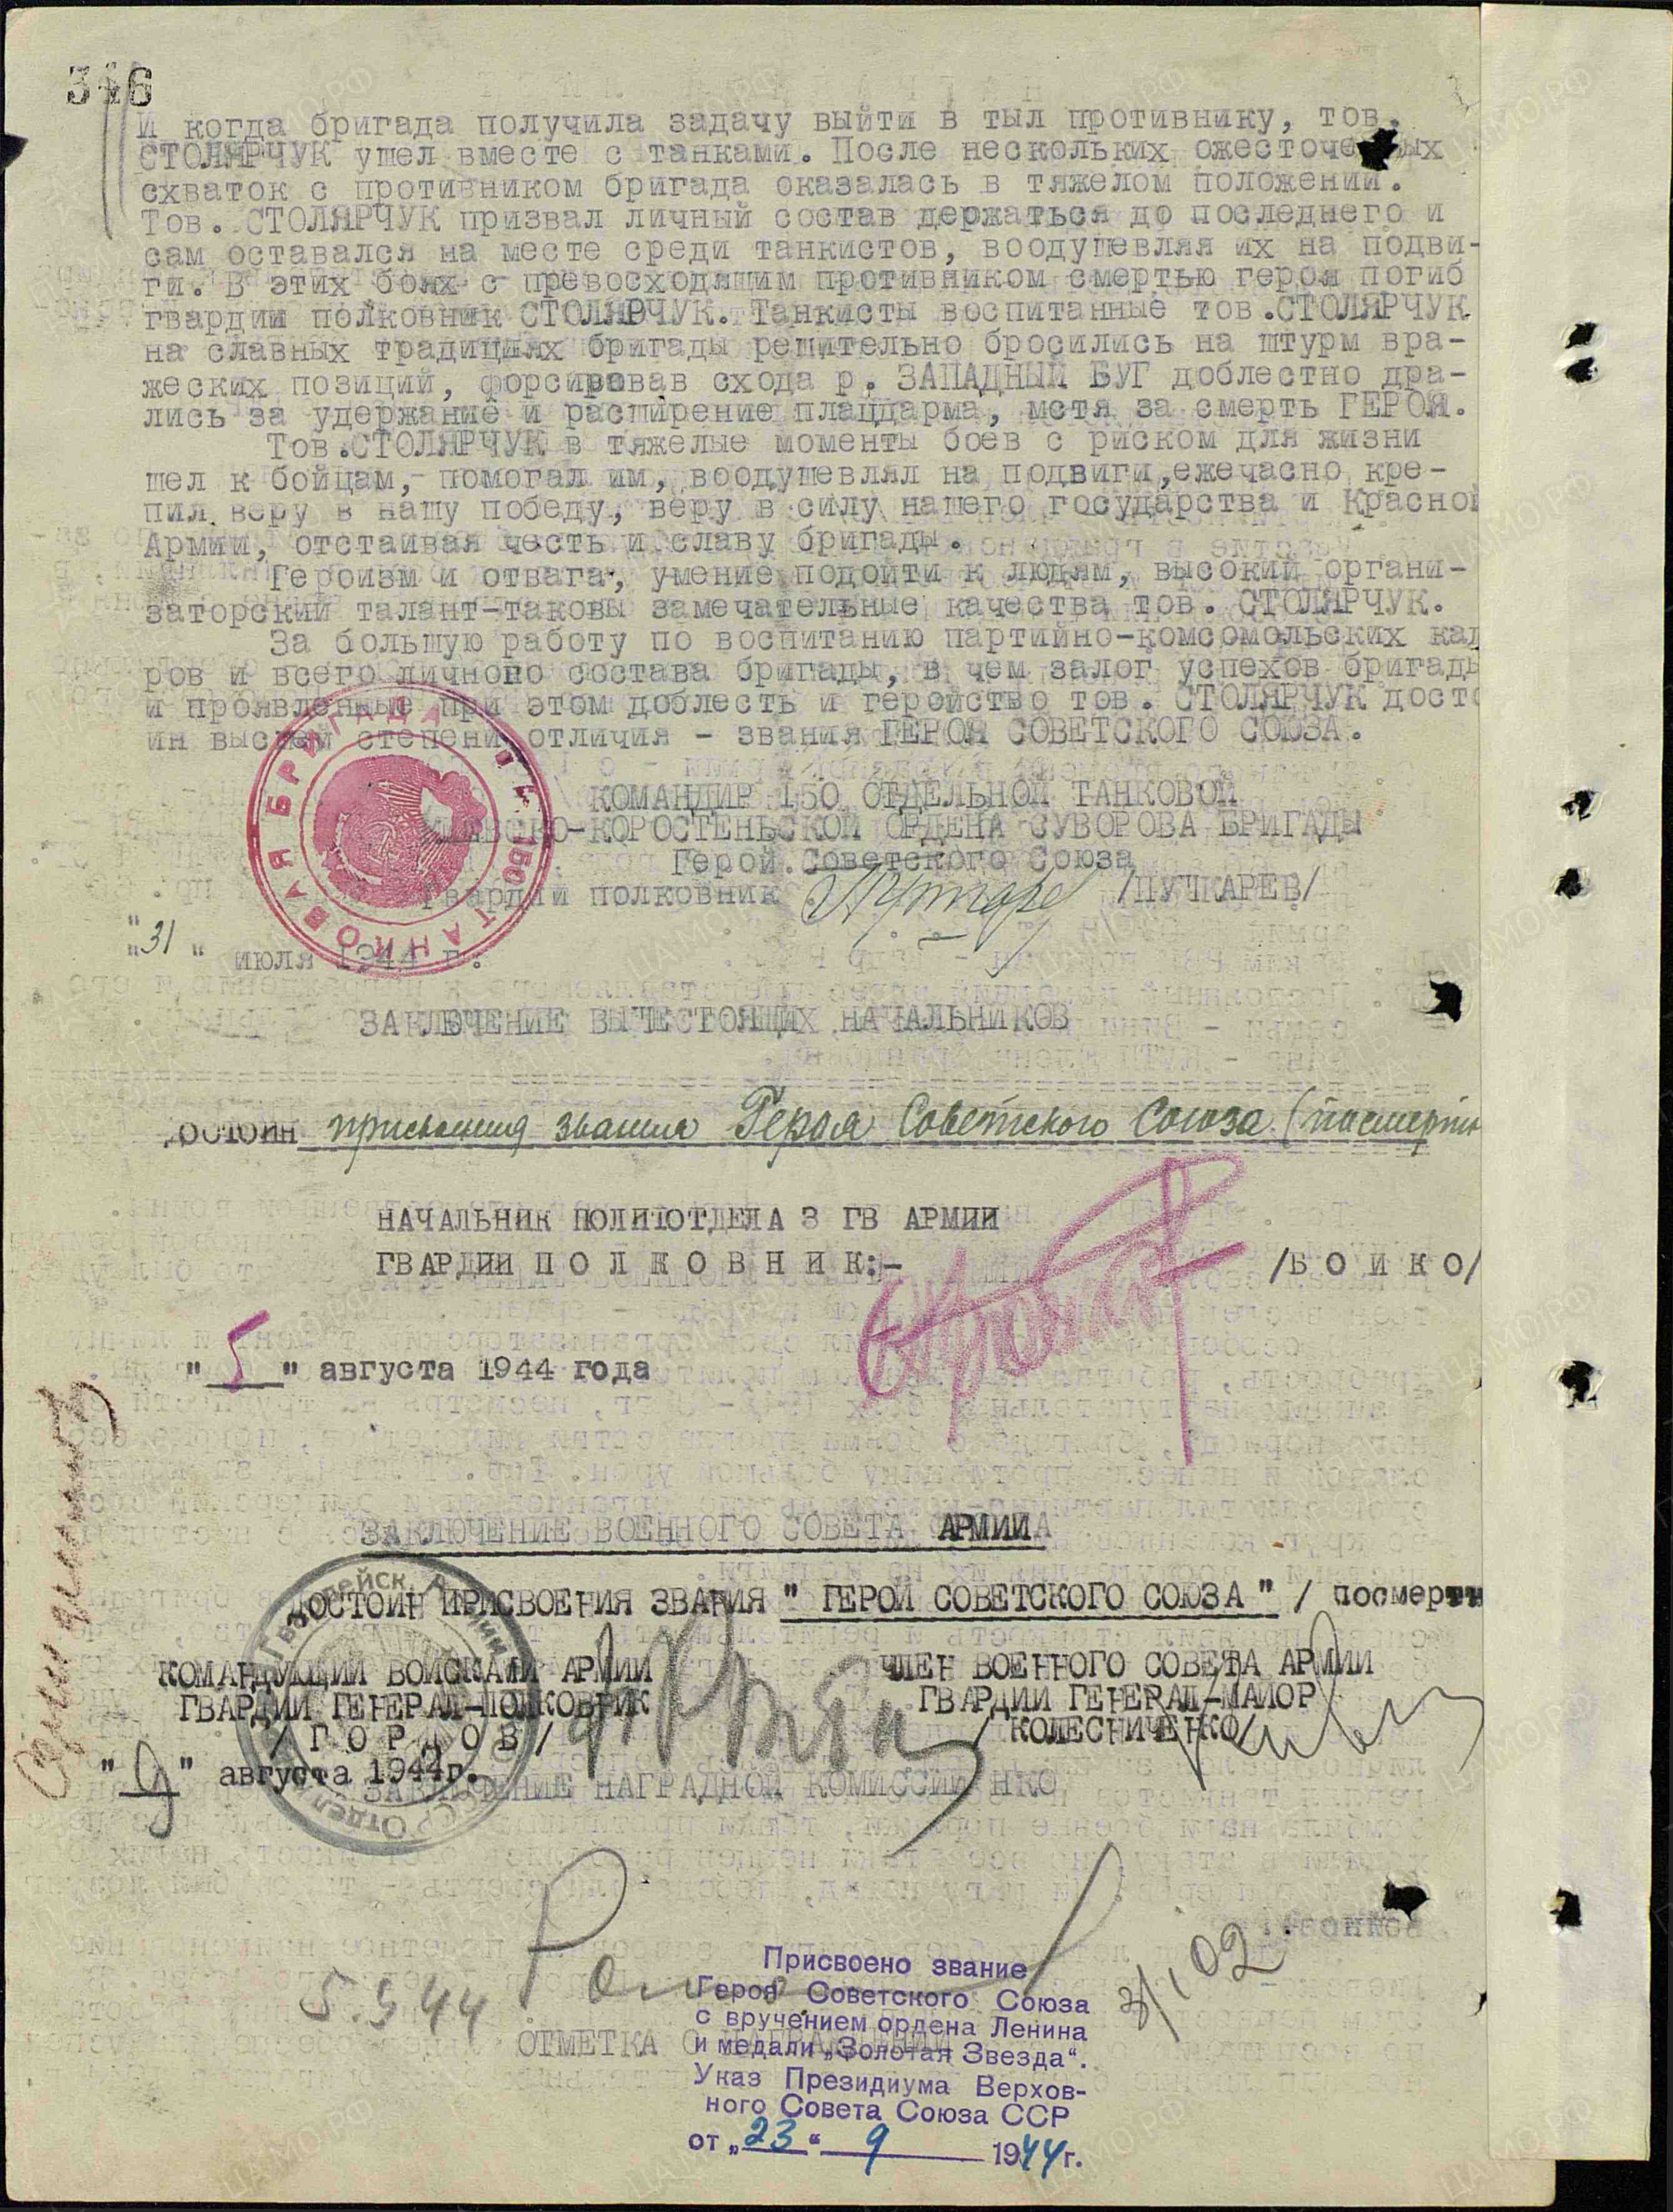 346
И когда бригада получила задачу выйти в тыл противнику, тов.
СТОЛЯРЧУК ушел вместе с танками. После нескольких ожесточенных
схваток с противником бригада оказалась в тяжелом положении.
Тов. СТОЛЯРЧУК призвал личный состав держаться до последнего и
сам оставался на месте среди танкистов, воодушевляя их на подви-
ги. В этих боях с превосходящим противником смертью героя погиб
гвардии полковник СТОЛЯРЧУК. Танкисты воспитанные тов.СТОЛЯРЧУК
на славных традициях бригады решительно бросились на штурм вра-
жеских позиций, форсировав схода р. ЗАПАДНЫЙ БУГ доблестно дра-
лись за удержание и расширение плацдарма, мстя за смерть ГЕРОЯ.
Тов.СТОЛЯРЧУК в тяжелые моменты боев с риском для жизни
шел к бойцам, помогал им, воодушевлял на подвиги,ежечасно кре-
пил веру в нашу победу, веру в силу нашего государства и Красной
Армии, отстаивая честь и славу бригады.
Героизм и отвага, умение подойти к людям, высокий органи-
заторский талант-таковы замечательные качества тов. СТОЛЯРЧУК.
За большую работу по воспитанию партийно-комсомольских кад
ров и всего личного состава бригады, в чем залог успехов бригады
и проявленные при этом доблесть и геройство тов. СТОЛЯРЧУК досто
ин высшей степени отличия - звания ГЕРОЯ СОВЕТСКОГО СОЮЗА.
КОМАНДИР 150 ОТДЕЛЬНОЙ ТАНКОВОЙ
КИЕВСКО-КОРОСТЕНЬСКОЙ ОРДЕНА СУВОРОВА БРИГАДЫ
Герой Советского Союза
Гвардии полковник /ПУЧКАРЕВ/
150 ТАНКОВАЯ БРИГАДА
"31" июля 1944 г.
ЗАКЛЮЧЕНИЕ ВЫШЕСТОЯЩИХ НАЧАЛЬНИКОВ
достоин присвоения звания Героя Советского Союза (посмертн
НАЧАЛЬНИК ПОЛИТОТДЕЛА 3 ГВ АРМИИ
ГВАРДИИ П О Л К О В Н И К:- /Б О Й К О/
"5" августа 1944 года
ЗАКЛЮЧЕНИЕ ВОЕННОГО СОВЕТА АРМИИ
ДОСТОИН ПРИСВОЕНИЯ ЗВАНИЯ " ГЕРОЙ СОВЕТСКОГО СОЮЗА " / посмертн
КОМАНДУЮЩИЙ ВОЙСКАМИ АРМИИ ЧЛЕН ВОЕННОГО СОВЕТА АРМИИ
ГВАРДИИ ГЕНЕРАЛ-ПОЛКОВНИК ГВАРДИИ ГЕНЕРАЛ-МАЙОР
/ Г О Р Д О В / /КОЛЕСНИЧЕНКО/
"9" августа 1944г.
ЗАКЛЮЧЕНИЕ НАГРАДНОЙ КОМИССИИ НКО
5.9.44
ОТМЕТКА О НАГРАЖДЕНИИ
Присвоено звание
Героя Советского Союза
с вручением ордена Ленина
и медали „Золотая Звезда“.
Указ Президиума Верхов-
ного Совета Союза ССР
от „23“ 9 1944г.